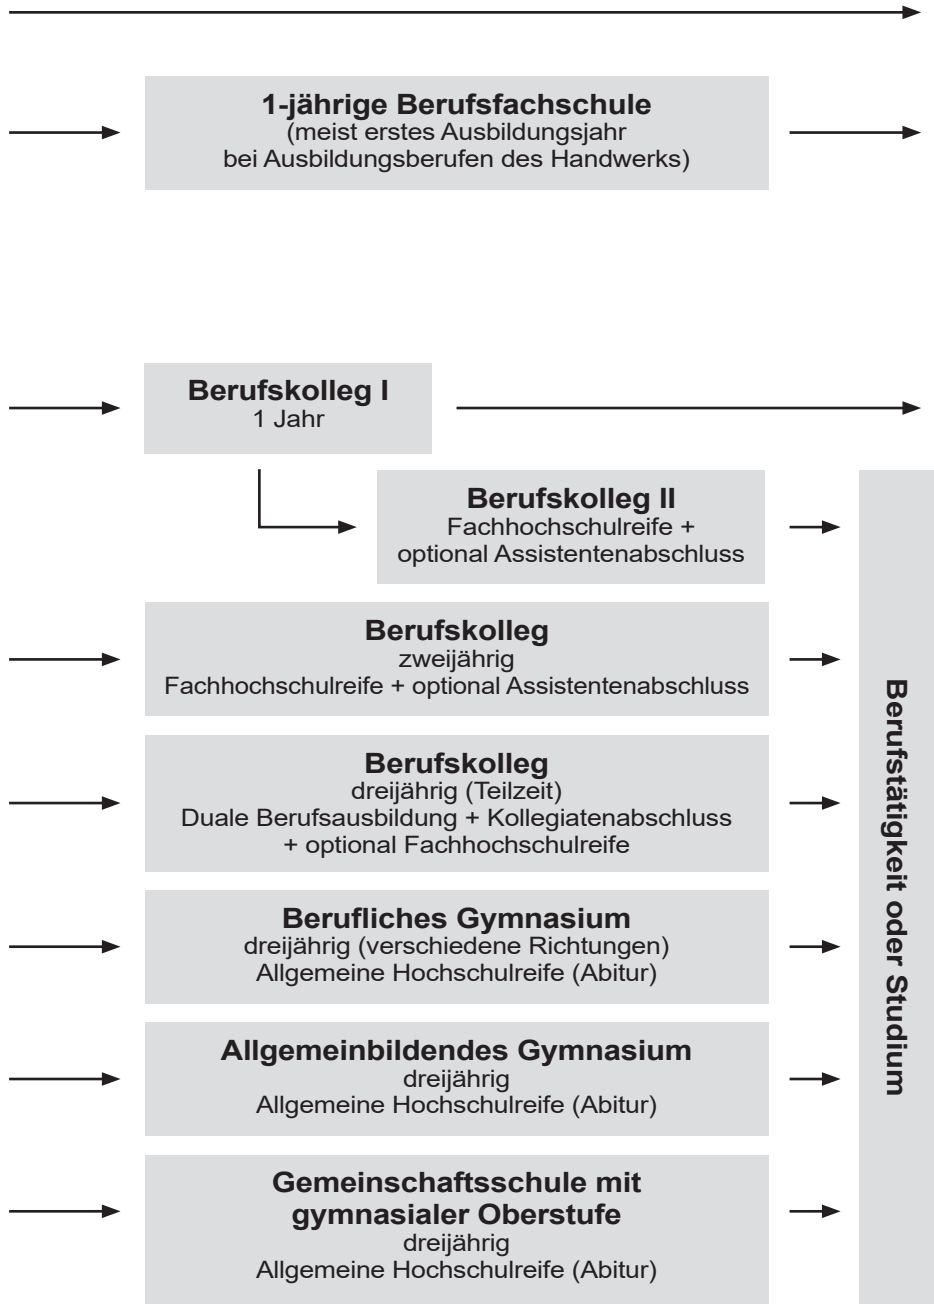 1-jährige Berufsfachschule
(meist erstes Ausbildungsjahr
bei Ausbildungsberufen des Handwerks)
Berufskolleg I
1 Jahr
Berufskolleg II
Fachhochschulreife +
optional Assistentenabschluss
Berufskolleg
zweijährig
Fachhochschulreife + optional Assistentenabschluss
Berufskolleg
dreijährig (Teilzeit)
Duale Berufsausbildung + Kollegiatenabschluss
+ optional Fachhochschulreife
Berufliches Gymnasium
dreijährig (verschiedene Richtungen)
Allgemeine Hochschulreife (Abitur)
Allgemeinbildendes Gymnasium
dreijährig
Allgemeine Hochschulreife (Abitur)
Gemeinschaftsschule mit
gymnasialer Oberstufe
dreijährig
Allgemeine Hochschulreife (Abitur)
Berufstätigkeit oder Studium